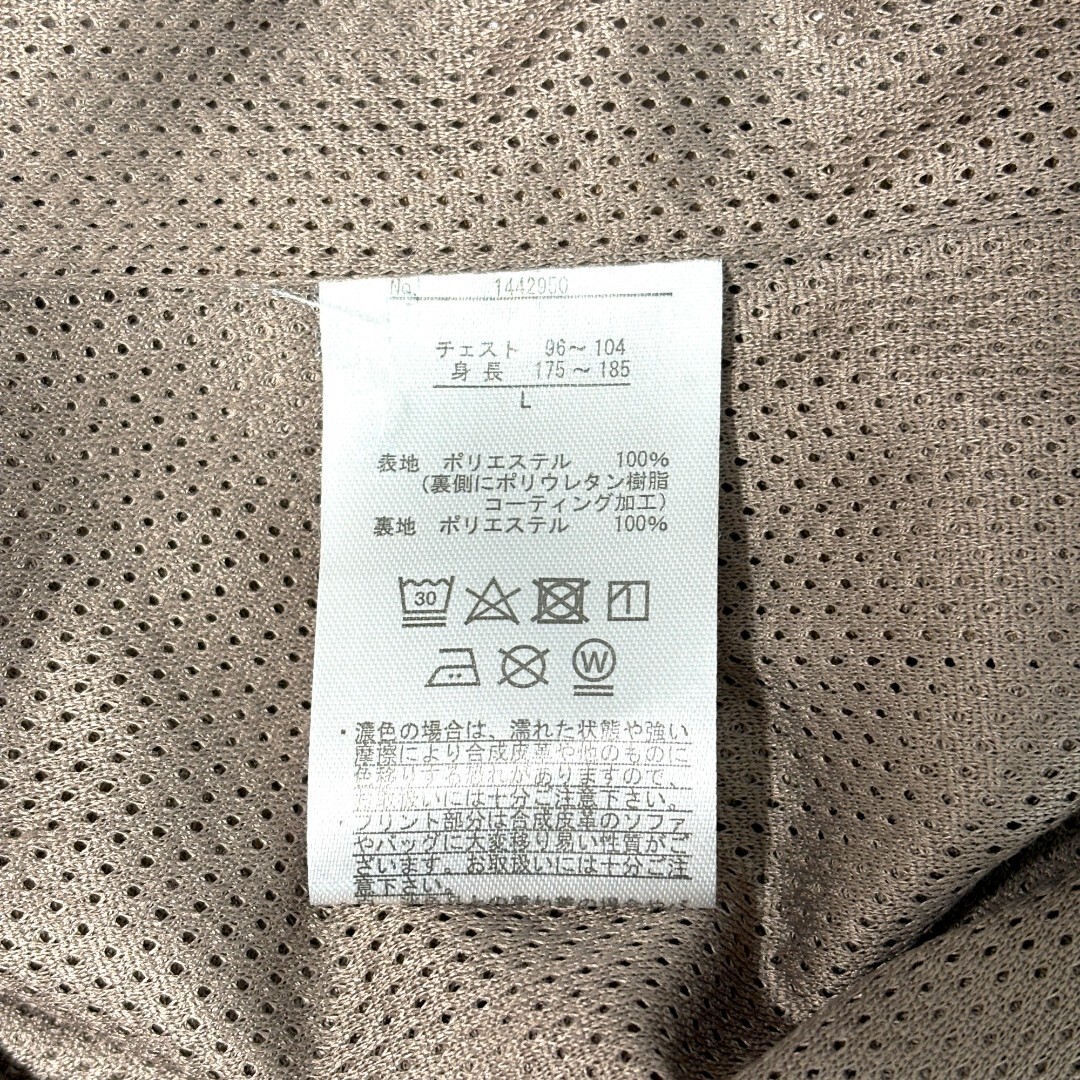 No. 1442950
チェスト 96～104
身長 175～185
L
表地 ポリエステル 100%
（裏側にポリウレタン樹脂
コーティング加工）
裏地 ポリエステル 100%
30
W
・濃色の場合は、濡れた状態や強い
摩擦により合成皮革や他のものに
色移りする恐れがありますので、
お取扱いには十分ご注意下さい。
・プリント部分は合成皮革のソファ
やバッグに大変移り易い性質がご
ざいます。お取扱いには十分ご注
意下さい。